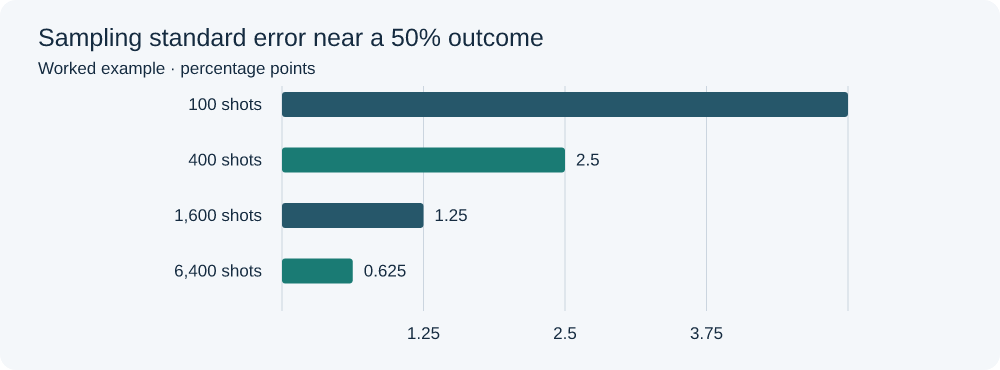 Sampling standard error near a 50% outcome
Worked example · percentage points
100 shots
400 shots 2.5
1,600 shots 1.25
6,400 shots 0.625
1.25 2.5 3.75